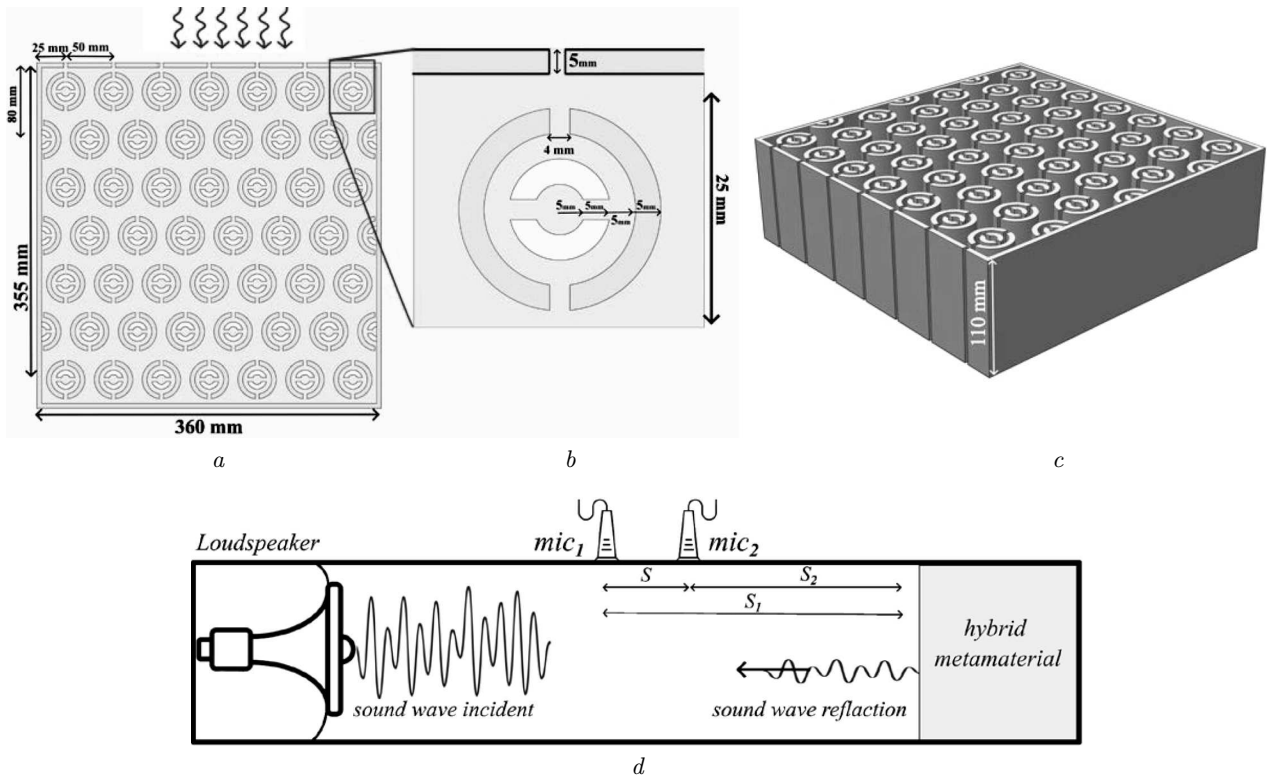 25 mm 50 mm
80 mm
355 mm
360 mm
5mm
4 mm
5mm 5mm 5mm
5mm
25 mm
110 mm
a b c
Loudspeaker
mic1 mic2
S S2
S1
hybrid
metamaterial
sound wave incident sound wave reflaction
d